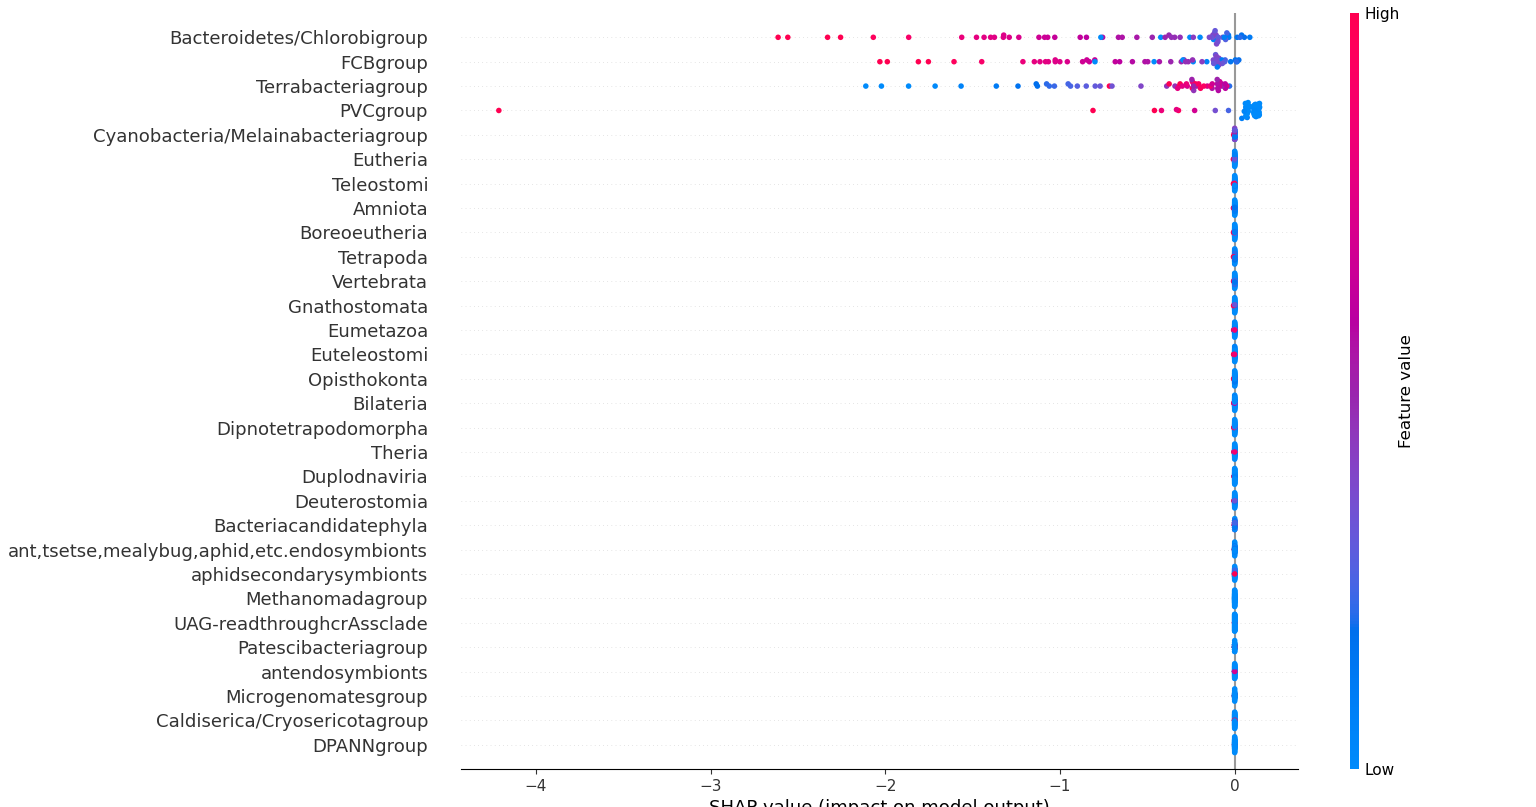 Bacteroidetes/Chlorobigroup
FCBgroup
Terrabacteriagroup
PVCgroup
Cyanobacteria/Melainabacteriagroup
Eutheria
Teleostomi
Amniota
Boreoeutheria
Tetrapoda
Vertebrata
Gnathostomata
Eumetazoa
Euteleostomi
Opisthokonta
Bilateria
Dipnotetrapodomorpha
Theria
Duplodnaviria
Deuterostomia
Bacteriacandidatephyla
ant,tsetse,mealybug,aphid,etc.endosymbionts
aphidsecondarysymbionts
Methanomadagroup
UAG-readthroughcrAssclade
Patescibacteriagroup
antendosymbionts
Microgenomatesgroup
Caldiserica/Cryosericotagroup
DPANNgroup
−4 −3 −2 −1 0
SHAP value (impact on model output)
High
Feature value
Low